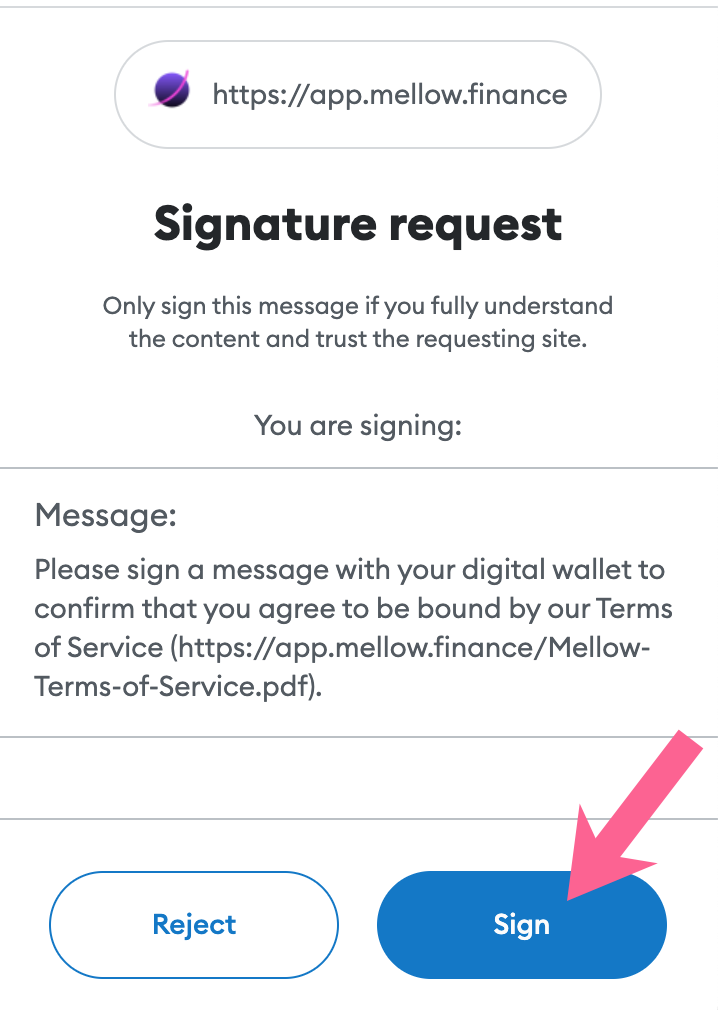 https://app.mellow.finance
Signature request
Only sign this message if you fully understand
the content and trust the requesting site.
You are signing:
Message:
Please sign a message with your digital wallet to
confirm that you agree to be bound by our Terms
of Service (https://app.mellow.finance/Mellow-
Terms-of-Service.pdf).
Reject
Sign